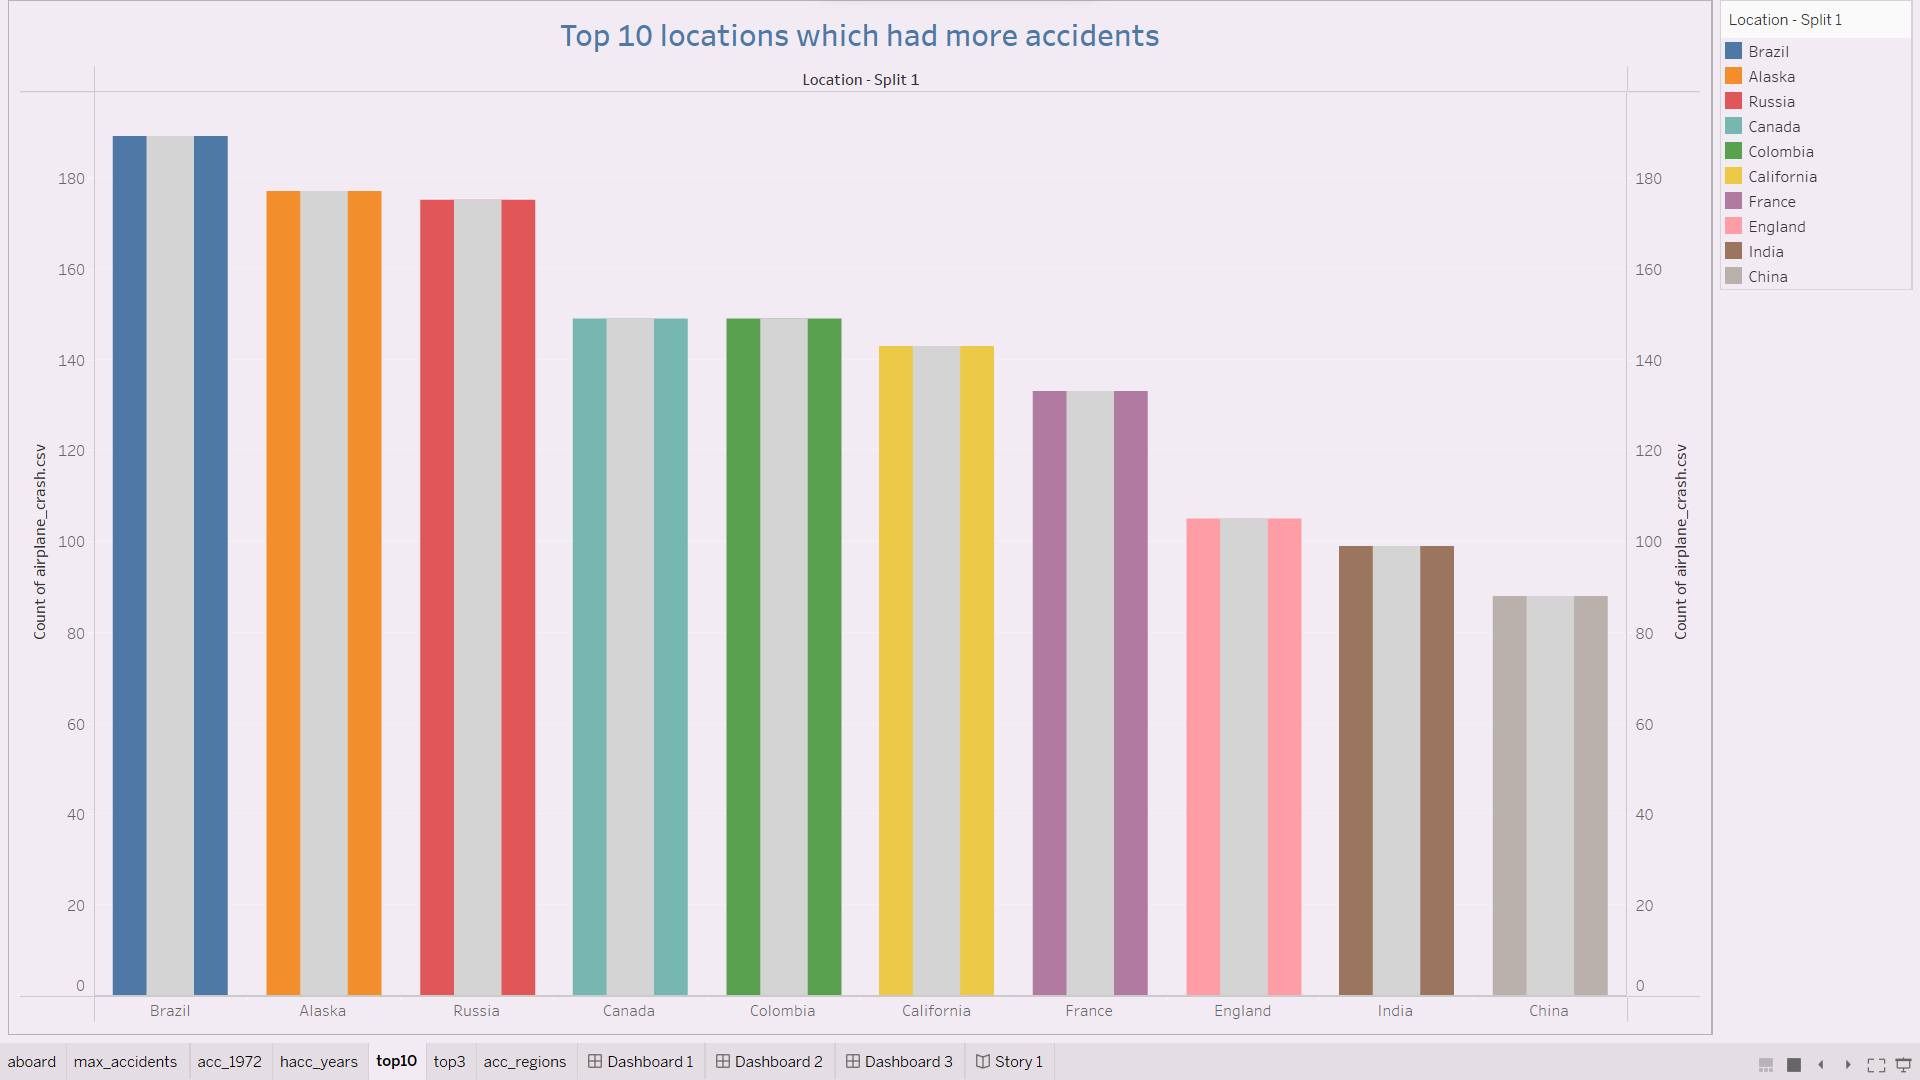 Top 10 locations which had more accidents
Location - Split 1
Count of airplane_crash.csv
180
160
140
120
100
80
60
40
20
0
180
160
140
120
100
80
60
40
20
0
Count of airplane_crash.csv
Brazil Alaska Russia Canada Colombia California France England India China
Location - Split 1
Brazil
Alaska
Russia
Canada
Colombia
California
France
England
India
China
aboard max_accidents acc_1972 hacc_years top10 top3 acc_regions Dashboard 1 Dashboard 2 Dashboard 3 Story 1